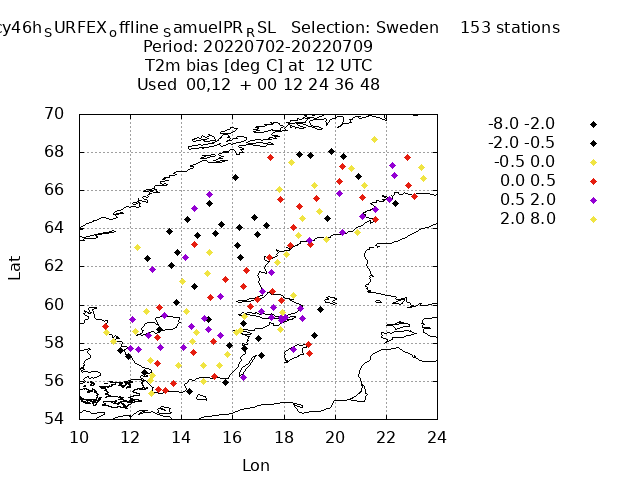 cy46h_SURFEX_offline_SamuelPR_RSL Selection: Sweden 153 stations
Period: 20220702-20220709
T2m bias [deg C] at 12 UTC
Used 00,12 + 00 12 24 36 48
70
68
66
64
62
60
58
56
54
10 12 14 16 18 20 22 24
Lat
Lon
-8.0 -2.0
-2.0 -0.5
-0.5 0.0
0.0 0.5
0.5 2.0
2.0 8.0